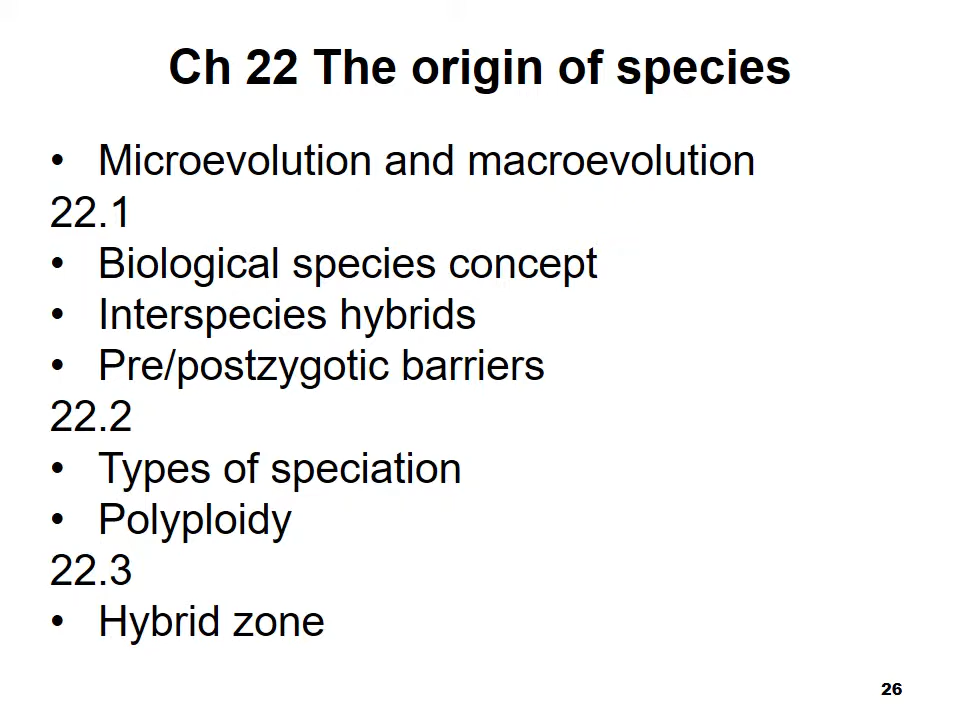 Ch 22 The origin of species
• Microevolution and macroevolution
22.1
• Biological species concept
• Interspecies hybrids
• Pre/postzygotic barriers
22.2
• Types of speciation
• Polyploidy
22.3
• Hybrid zone
26